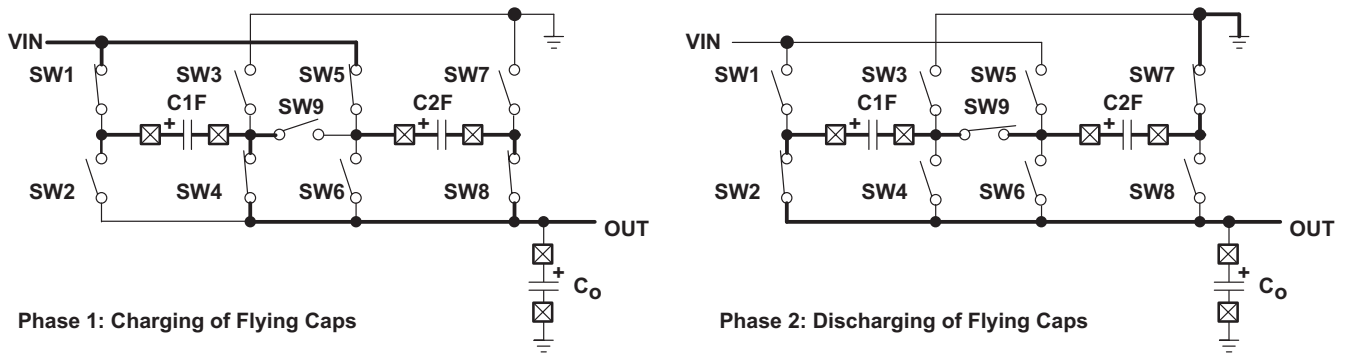 VIN
SW1 SW3 SW5 SW7
C1F SW9 C2F
+ +
SW2 SW4 SW6 SW8
OUT
+
Co
Phase 1: Charging of Flying Caps
VIN
SW1 SW3 SW5 SW7
C1F SW9 C2F
+ +
SW2 SW4 SW6 SW8
OUT
+
Co
Phase 2: Discharging of Flying Caps